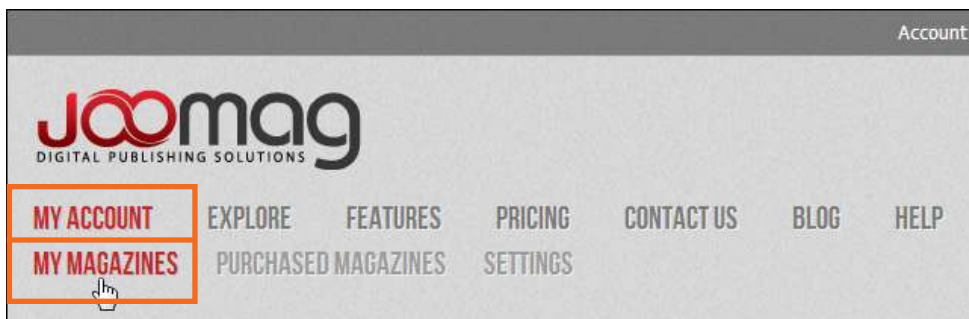 Account
Joomag
DIGITAL PUBLISHING SOLUTIONS
MY ACCOUNT EXPLORE FEATURES PRICING CONTACT US BLOG HELP
MY MAGAZINES PURCHASED MAGAZINES SETTINGS